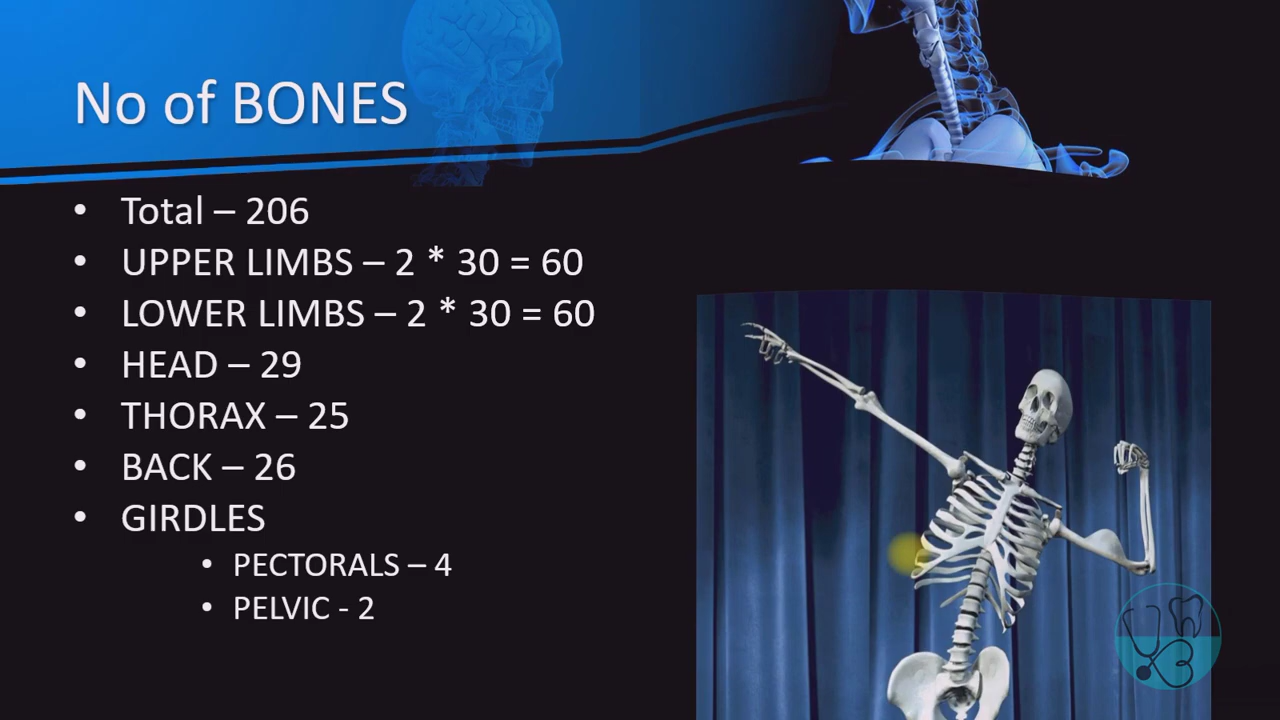 No of BONES
• Total – 206
• UPPER LIMBS – 2 * 30 = 60
• LOWER LIMBS – 2 * 30 = 60
• HEAD – 29
• THORAX – 25
• BACK – 26
• GIRDLES
• PECTORALS – 4
• PELVIC - 2